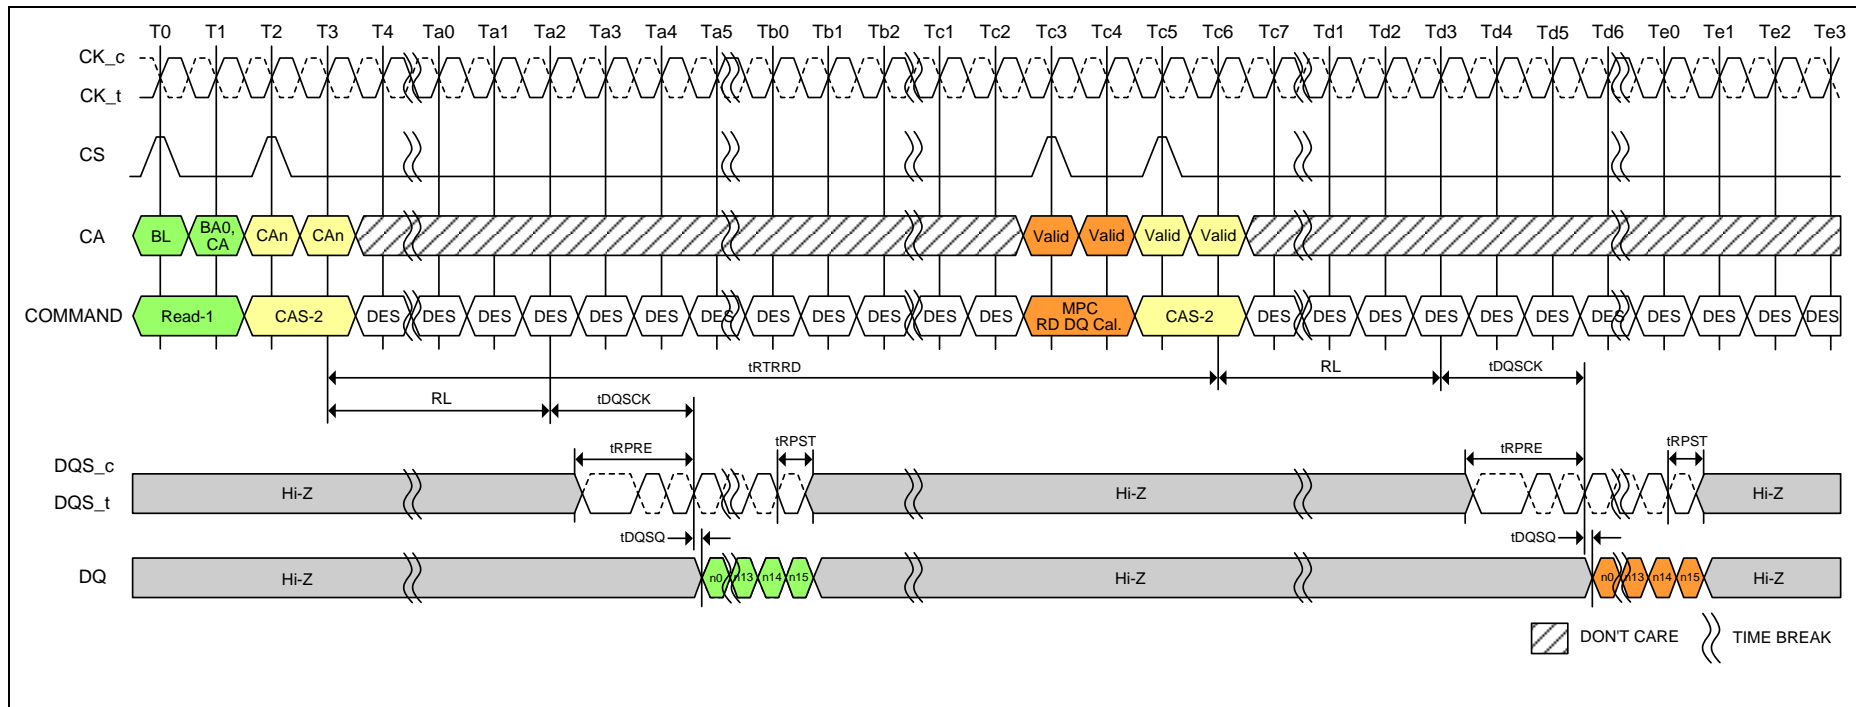 T0 T1 T2 T3 T4 Ta0 Ta1 Ta2 Ta3 Ta4 Ta5 Tb0 Tb1 Tb2 Tc1 Tc2 Tc3 Tc4 Tc5 Tc6 Tc7 Td1 Td2 Td3 Td4 Td5 Td6 Te0 Te1 Te2 Te3
CK_c
CK_t
CS
CA BL BA0, CA CAn CAn Valid Valid Valid Valid
COMMAND Read-1 CAS-2 DES DES DES DES DES DES DES DES DES DES DES DES MPC RD DQ Cal. CAS-2 DES DES DES DES DES DES DES DES DES DES DES
tRTRRD RL tDQSCK
RL tDQSCK
tRPRE tRPST tRPRE tRPST
DQS_c
DQS_t Hi-Z Hi-Z Hi-Z
tDQSQ tDQSQ
DQ Hi-Z n0 n13 n14 n15 Hi-Z n0 n13 n14 n15 Hi-Z
DON'T CARE TIME BREAK